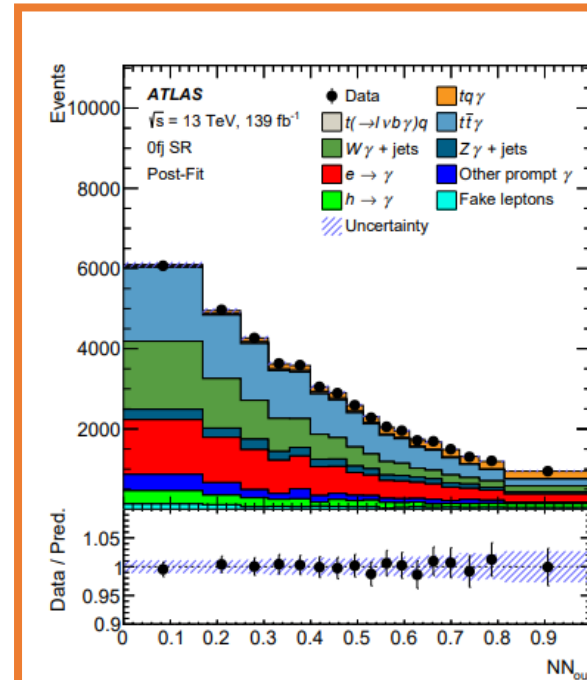 Events
10000
8000
6000
4000
2000
ATLAS
√s = 13 TeV, 139 fb⁻¹
0fj SR
Post-Fit
Data
t(→lνbγ)q
Wγ + jets
e → γ
h → γ
Uncertainty
tqγ
tt̄γ
Zγ + jets
Other prompt γ
Fake leptons
Data / Pred.
1.05
1
0.95
0.9
0 0.1 0.2 0.3 0.4 0.5 0.6 0.7 0.8 0.9
NN